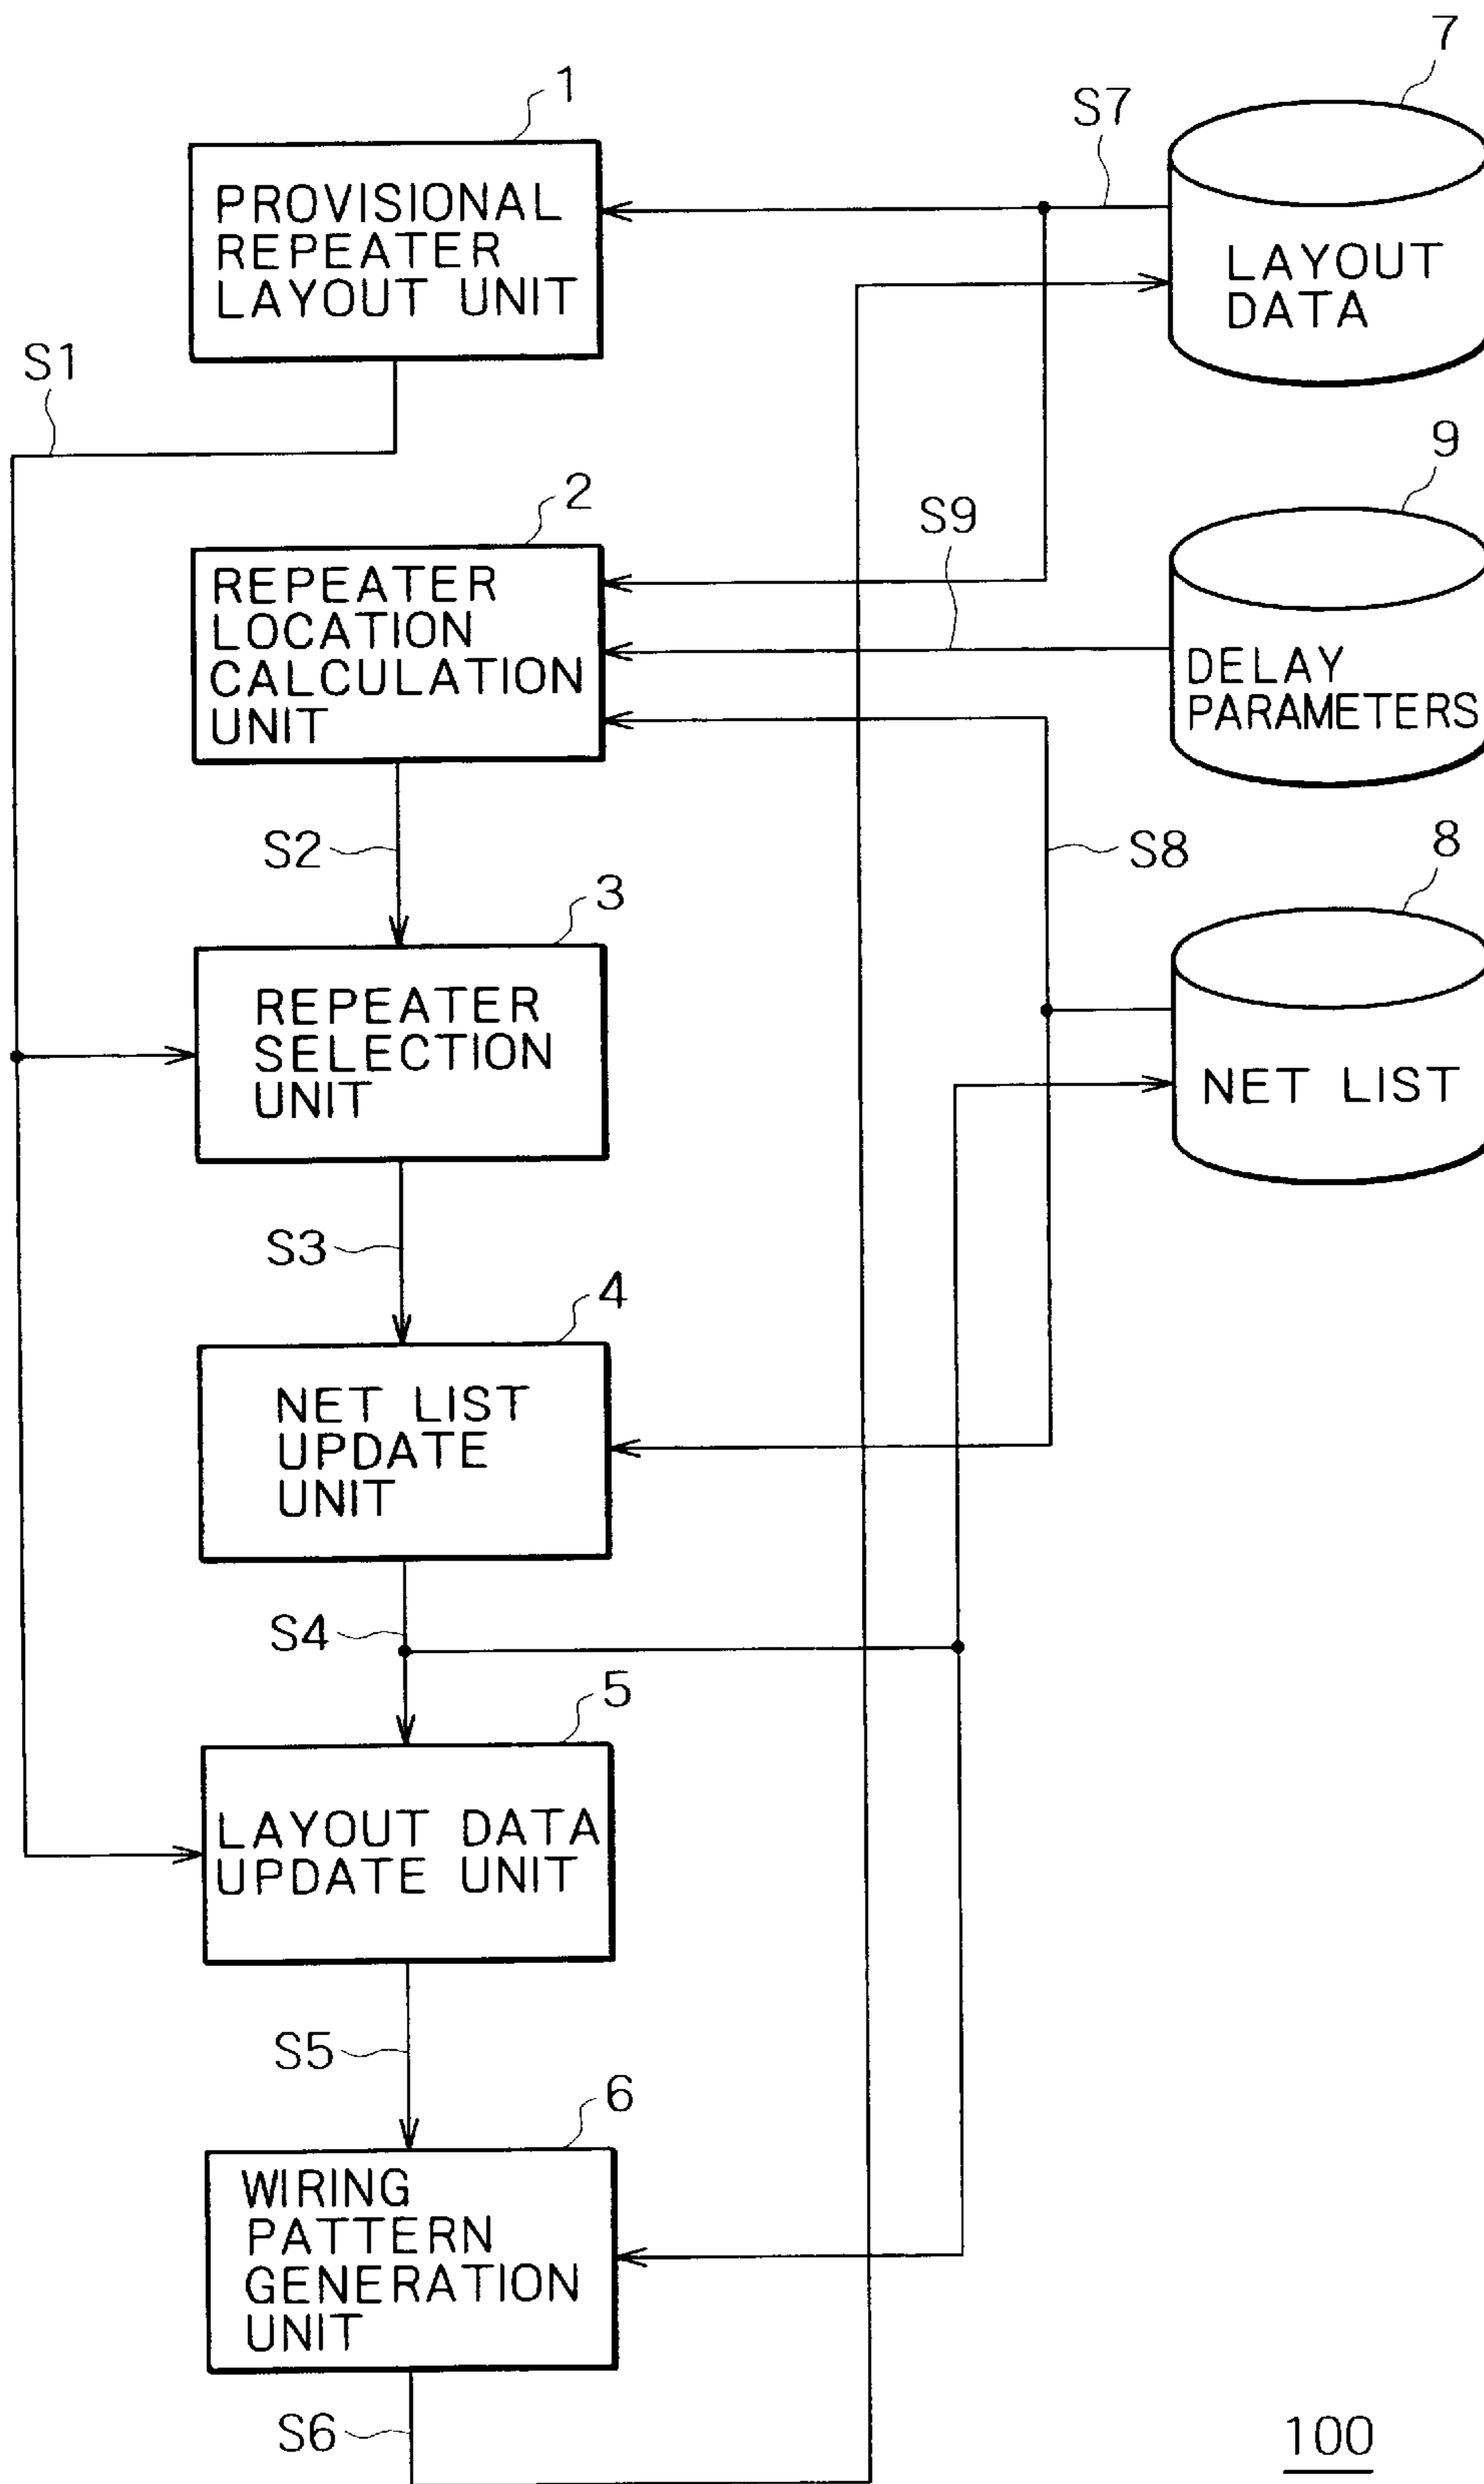 1
PROVISIONAL
REPEATER
LAYOUT UNIT
7
S7
LAYOUT
DATA
S1
2
REPEATER
LOCATION
CALCULATION
UNIT
S9
9
DELAY
PARAMETERS
S2
S8
3
REPEATER
SELECTION
UNIT
8
NET LIST
S3
4
NET LIST
UPDATE
UNIT
S4
5
LAYOUT DATA
UPDATE UNIT
S5
6
WIRING
PATTERN
GENERATION
UNIT
S6
100